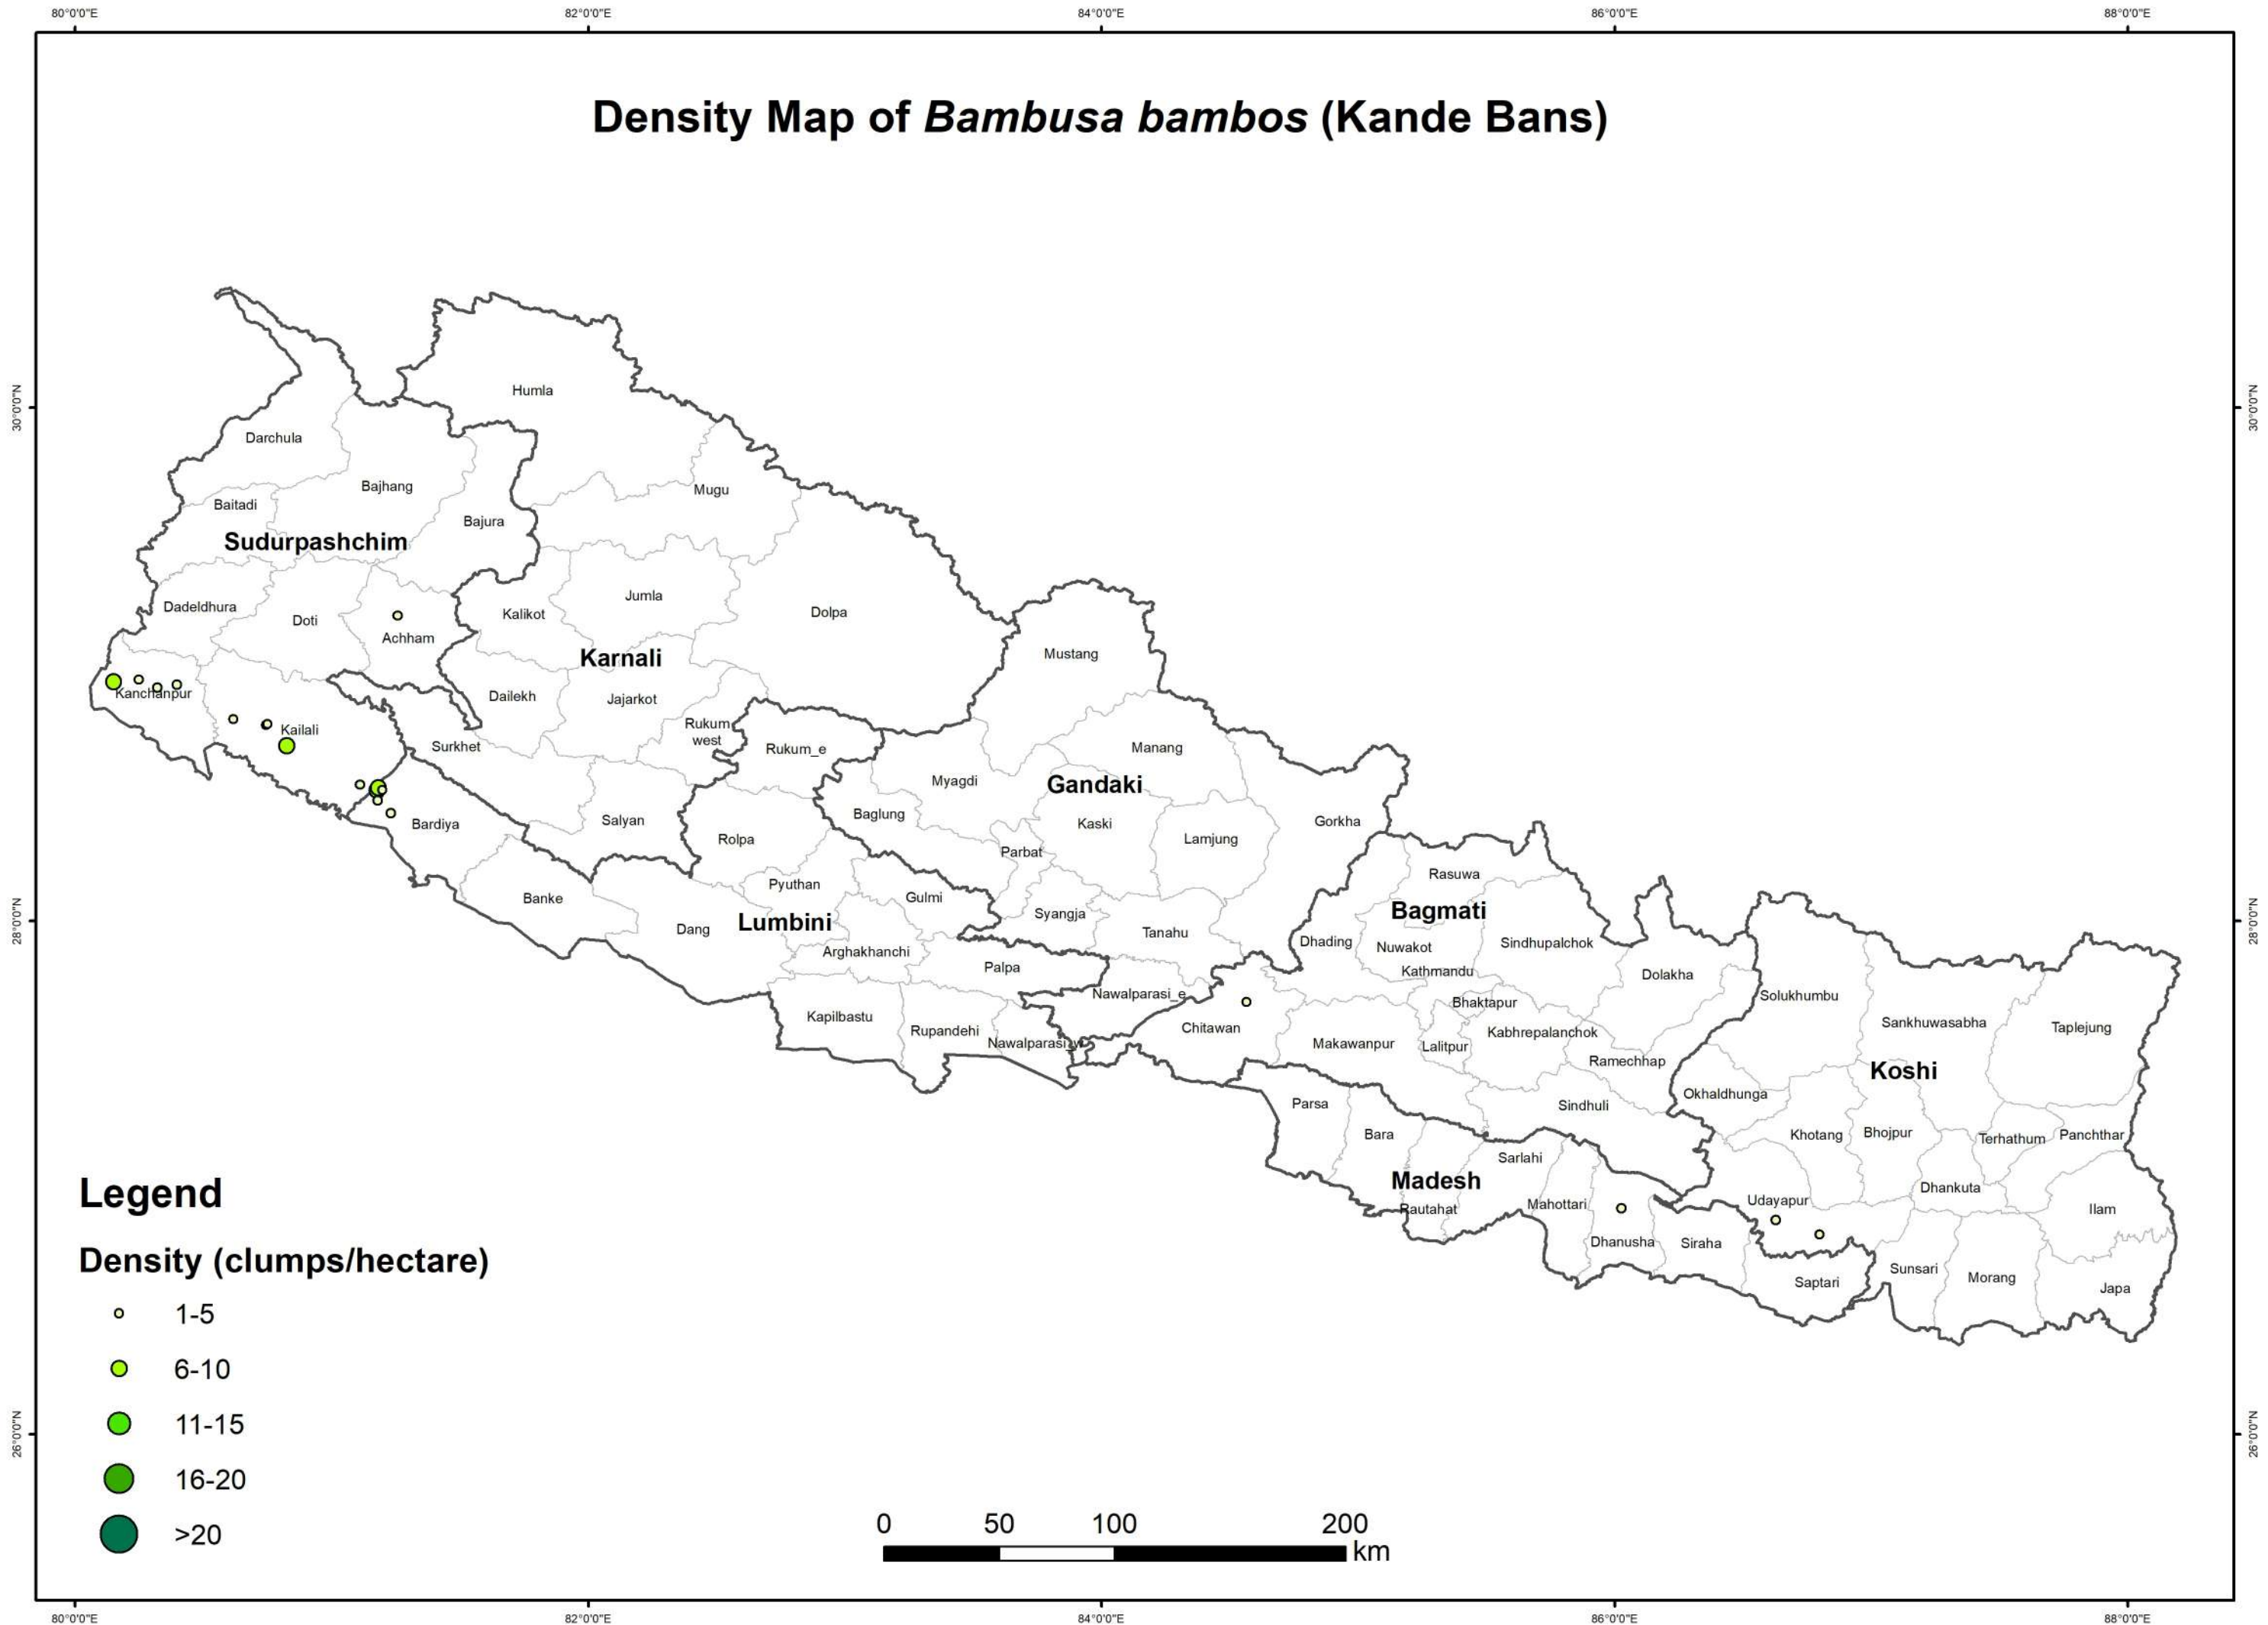 80°0'0"E 82°0'0"E 84°0'0"E 86°0'0"E 88°0'0"E
Density Map of Bambusa bambos (Kande Bans)
30°0'0"N 30°0'0"N
28°0'0"N 28°0'0"N
26°0'0"N 26°0'0"N
Humla
Darchula
Bajhang
Mugu
Baitadi
Bajura
Sudurpashchim
Jumla
Dadeldhura
Doti
Kalikot
Dolpa
Achham
Karnali
Mustang
Kanchanpur
Dailekh
Jajarkot
Kailali
Rukum
west
Surkhet
Rukum_e
Manang
Myagdi
Gandaki
Baglung
Kaski
Gorkha
Salyan
Bardiya
Rolpa
Lamjung
Parbat
Rasuwa
Pyuthan
Gulmi
Banke
Syangja
Bagmati
Lumbini
Dang
Tanahu
Dhading
Nuwakot
Sindhupalchok
Arghakhanchi
Palpa
Kathmandu
Dolakha
Nawalparasi_e
Solukhumbu
Bhaktapur
Kapilbastu
Sankhuwasabha
Chitawan
Taplejung
Rupandehi
Kabhrepalanchok
Nawalparasi_w
Makawanpur
Lalitpur
Ramechhap
Koshi
Okhaldhunga
Parsa
Sindhuli
Bara
Khotang
Bhojpur
Terhathum
Panchthar
Sarlahi
Madesh
Dhankuta
Udayapur
Mahottari
Rautahat
Ilam
Dhanusha
Siraha
Sunsari
Morang
Saptari
Japa
Legend
Density (clumps/hectare)
1-5
6-10
11-15
16-20
>20
0 50 100 200
km
80°0'0"E 82°0'0"E 84°0'0"E 86°0'0"E 88°0'0"E